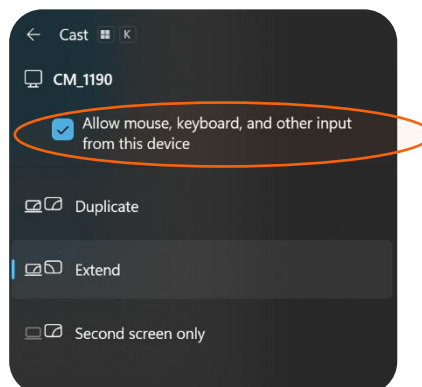 Cast K
CM_1190
Allow mouse, keyboard, and other input
from this device
Duplicate
Extend
Second screen only